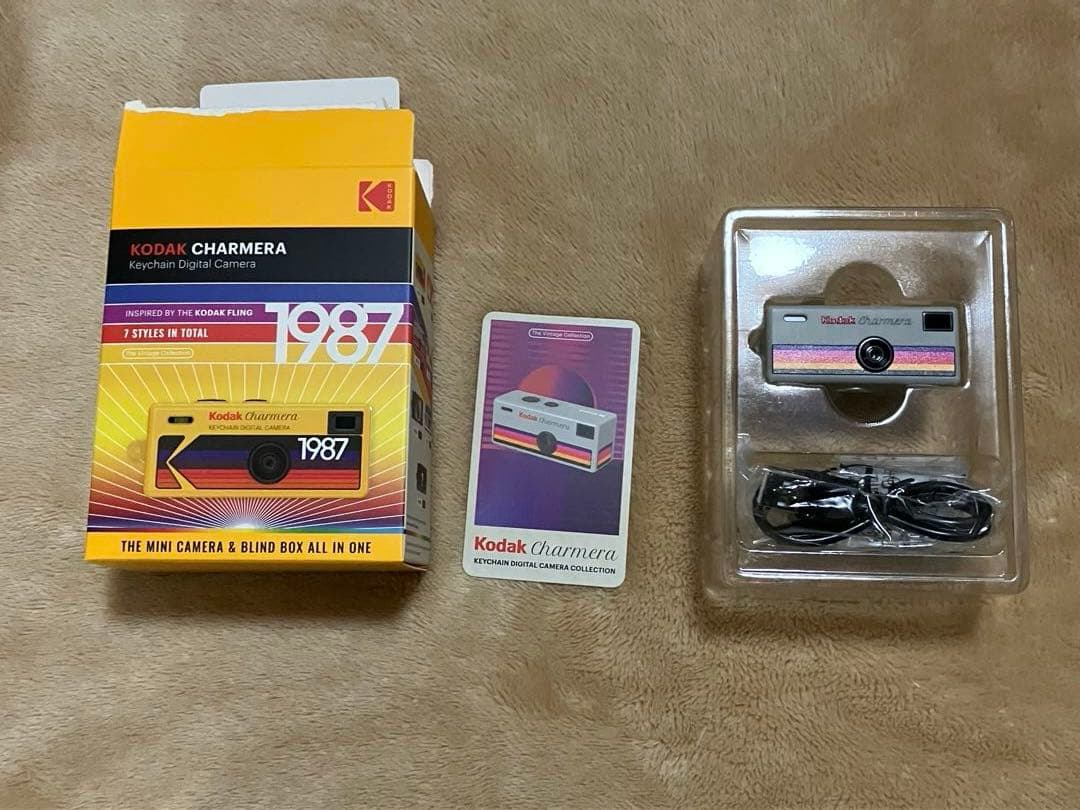 KODAK
KODAK CHARMERA
Keychain Digital Camera
INSPIRED BY THE KODAK FLING
1987
7 STYLES IN TOTAL
The Vintage Collection
Kodak Charmera
KEYCHAIN DIGITAL CAMERA
1987
THE MINI CAMERA & BLIND BOX ALL IN ONE
The Vintage Collection
Kodak Charmera
Kodak Charmera
KEYCHAIN DIGITAL CAMERA COLLECTION
Kodak Charmera